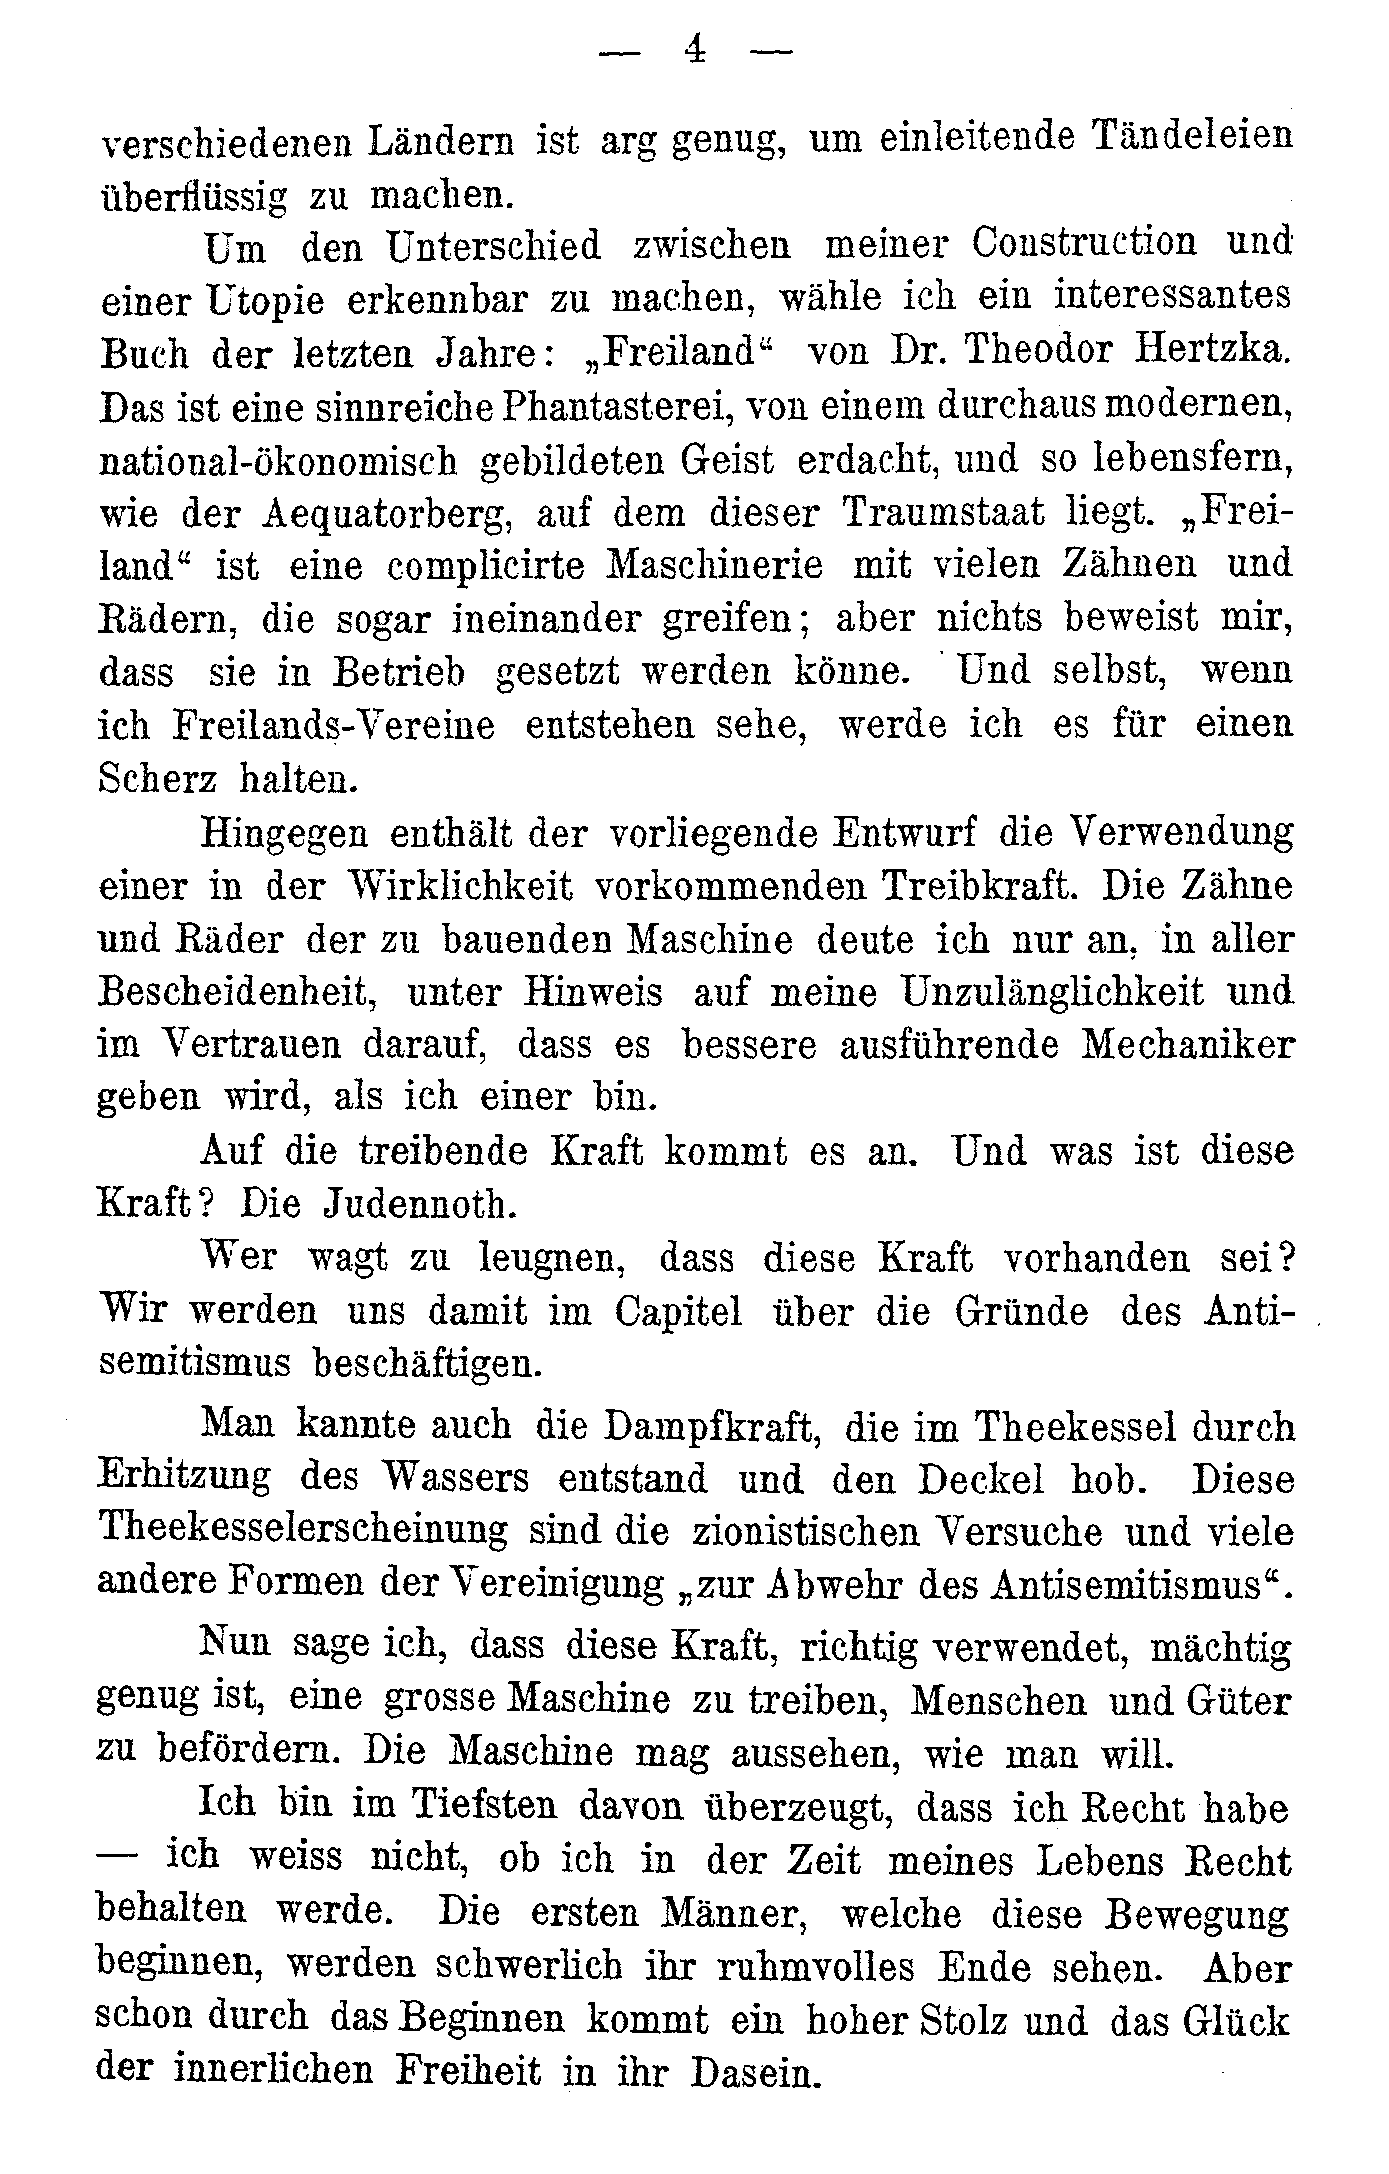 — 4 —
verschiedenen Ländern ist arg genug, um einleitende Tändeleien
überflüssig zu machen.
Um den Unterschied zwischen meiner Construction und
einer Utopie erkennbar zu machen, wähle ich ein interessantes
Buch der letzten Jahre: „Freiland“ von Dr. Theodor Hertzka.
Das ist eine sinnreiche Phantasterei, von einem durchaus modernen,
national-ökonomisch gebildeten Geist erdacht, und so lebensfern,
wie der Aequatorberg, auf dem dieser Traumstaat liegt. „Frei-
land“ ist eine complicirte Maschinerie mit vielen Zähnen und
Rädern, die sogar ineinander greifen; aber nichts beweist mir,
dass sie in Betrieb gesetzt werden könne. Und selbst, wenn
ich Freilands-Vereine entstehen sehe, werde ich es für einen
Scherz halten.
Hingegen enthält der vorliegende Entwurf die Verwendung
einer in der Wirklichkeit vorkommenden Treibkraft. Die Zähne
und Räder der zu bauenden Maschine deute ich nur an, in aller
Bescheidenheit, unter Hinweis auf meine Unzulänglichkeit und
im Vertrauen darauf, dass es bessere ausführende Mechaniker
geben wird, als ich einer bin.
Auf die treibende Kraft kommt es an. Und was ist diese
Kraft? Die Judennoth.
Wer wagt zu leugnen, dass diese Kraft vorhanden sei?
Wir werden uns damit im Capitel über die Gründe des Anti-
semitismus beschäftigen.
Man kannte auch die Dampfkraft, die im Theekessel durch
Erhitzung des Wassers entstand und den Deckel hob. Diese
Theekesselerscheinung sind die zionistischen Versuche und viele
andere Formen der Vereinigung „zur Abwehr des Antisemitismus“.
Nun sage ich, dass diese Kraft, richtig verwendet, mächtig
genug ist, eine grosse Maschine zu treiben, Menschen und Güter
zu befördern. Die Maschine mag aussehen, wie man will.
Ich bin im Tiefsten davon überzeugt, dass ich Recht habe
— ich weiss nicht, ob ich in der Zeit meines Lebens Recht
behalten werde. Die ersten Männer, welche diese Bewegung
beginnen, werden schwerlich ihr ruhmvolles Ende sehen. Aber
schon durch das Beginnen kommt ein hoher Stolz und das Glück
der innerlichen Freiheit in ihr Dasein.